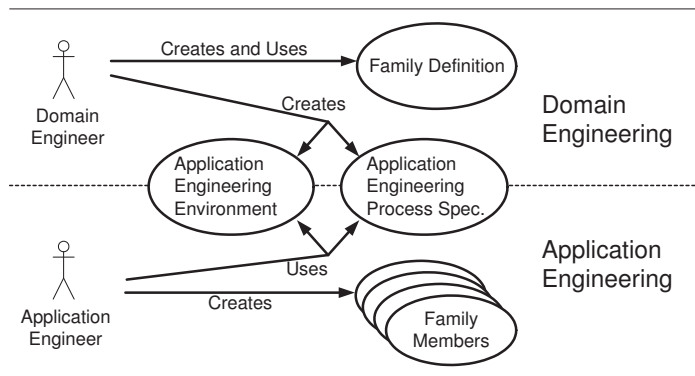 Creates and Uses
Family Definition
Domain
Engineer
Creates
Domain
Engineering
Application
Engineering
Environment
Application
Engineering
Process Spec.
Application
Engineering
Uses
Creates
Application
Engineer
Family
Members